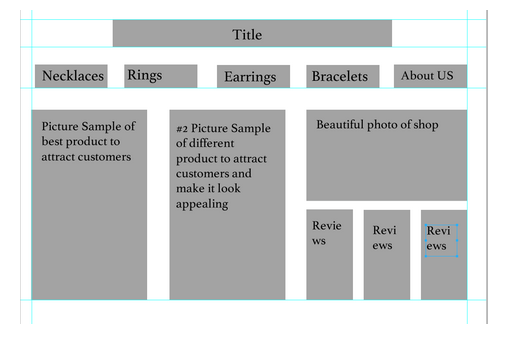 Title
Necklaces
Rings
Earrings
Bracelets
About US
Picture Sample of
best product to
attract customers
#2 Picture Sample
of different
product to attract
customers and
make it look
appealing
Beautiful photo of shop
Revie
ws
Revi
ews
Revi
ews